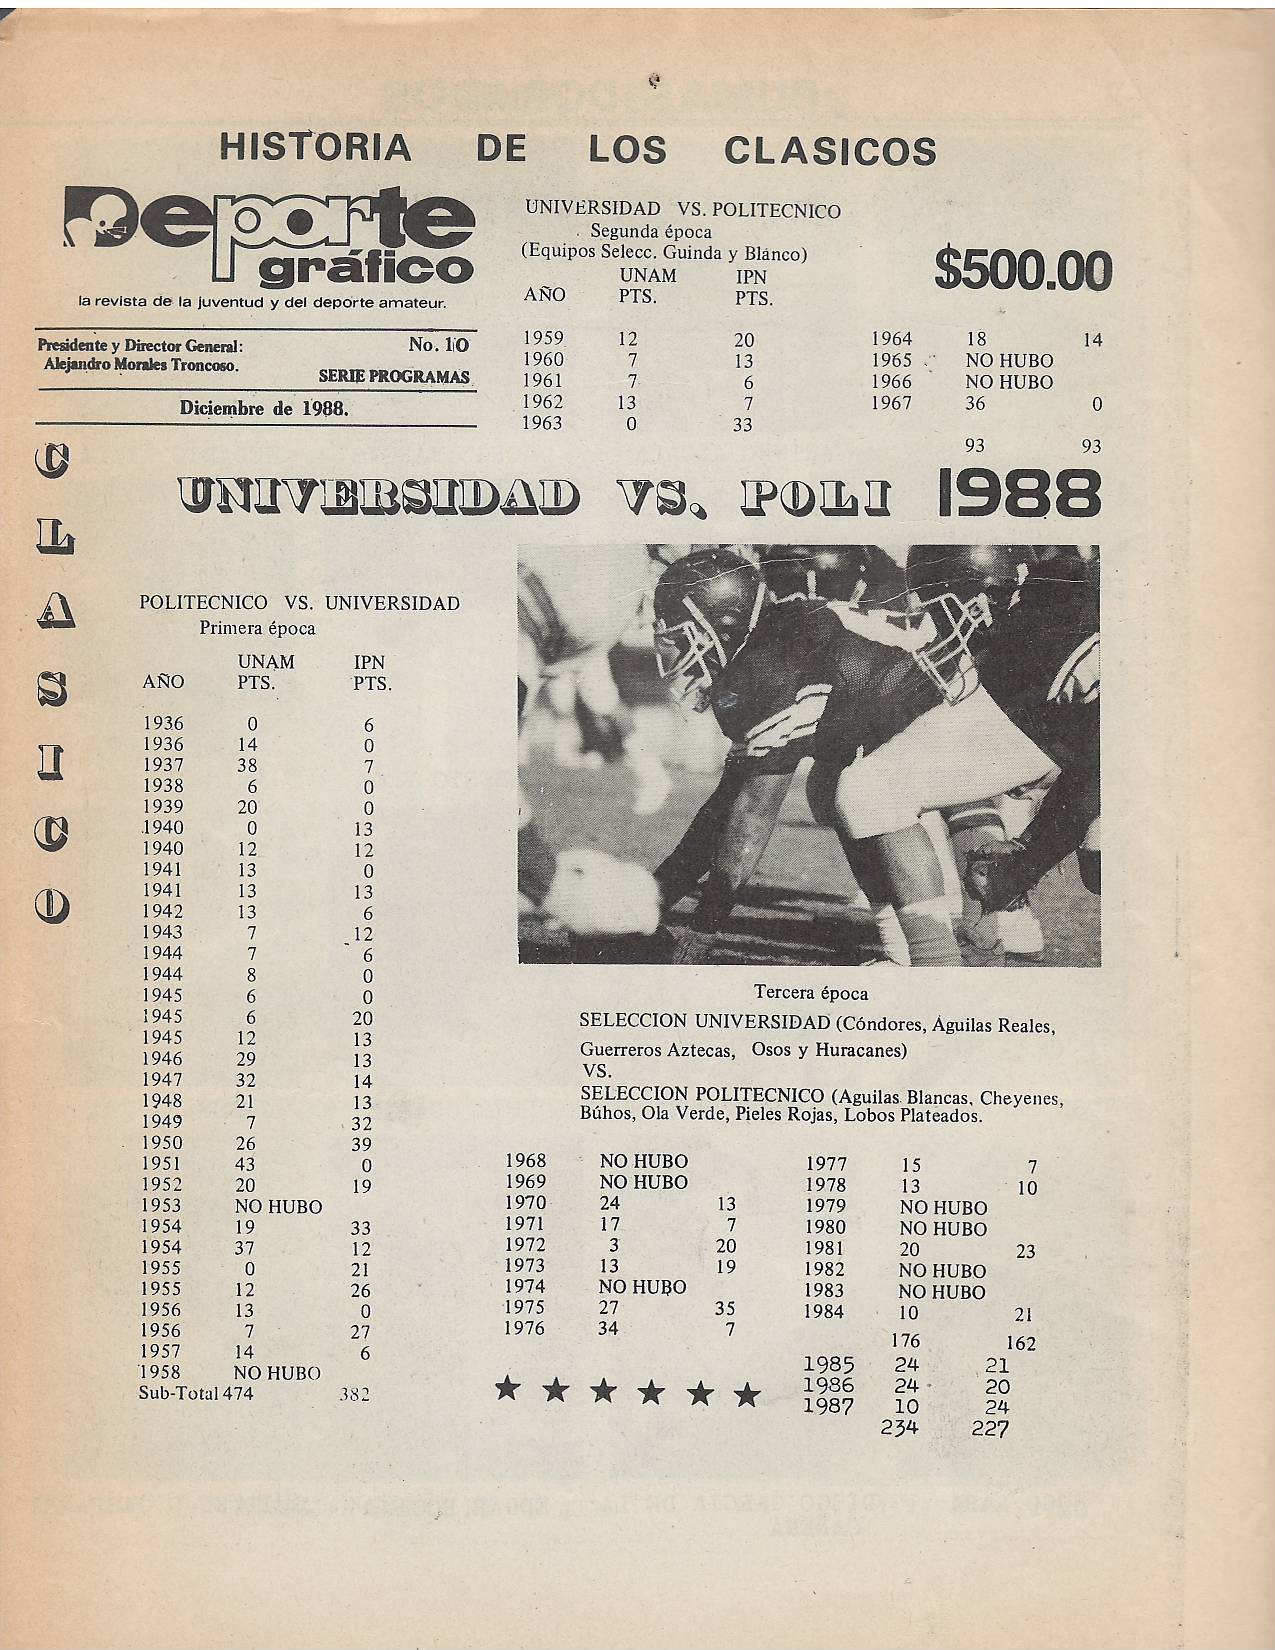 HISTORIA DE LOS CLASICOS
Deporte
gráfico
la revista de la juventud y del deporte amateur.
Presidente y Director General: No. 10
Alejandro Morales Troncoso.
SERIE PROGRAMAS
Diciembre de 1988.
UNIVERSIDAD VS. POLITECNICO
Segunda época
(Equipos Selecc. Guinda y Blanco)
UNAM IPN
AÑO PTS. PTS.
$500.00
1959 12 20 1964 18 14
1960 7 13 1965 NO HUBO
1961 7 6 1966 NO HUBO
1962 13 7 1967 36 0
1963 0 33
93 93
CLASICO
UNIVERSIDAD VS. POLI 1988
POLITECNICO VS. UNIVERSIDAD
Primera época
UNAM IPN
AÑO PTS. PTS.
1936 0 6
1936 14 0
1937 38 7
1938 6 0
1939 20 0
1940 0 13
1940 12 12
1941 13 0
1941 13 13
1942 13 6
1943 7 12
1944 7 6
1944 8 0
1945 6 0
1945 6 20
1945 12 13
1946 29 13
1947 32 14
1948 21 13
1949 7 32
1950 26 39
1951 43 0
1952 20 19
1953 NO HUBO
1954 19 33
1954 37 12
1955 0 21
1955 12 26
1956 13 0
1956 7 27
1957 14 6
1958 NO HUBO
Sub-Total 474 382
Tercera época
SELECCION UNIVERSIDAD (Cóndores, Aguilas Reales,
Guerreros Aztecas, Osos y Huracanes)
VS.
SELECCION POLITECNICO (Aguilas Blancas, Cheyenes,
Búhos, Ola Verde, Pieles Rojas, Lobos Plateados.
1968 NO HUBO 1977 15 7
1969 NO HUBO 1978 13 10
1970 24 13 1979 NO HUBO
1971 17 7 1980 NO HUBO
1972 3 20 1981 20 23
1973 13 19 1982 NO HUBO
1974 NO HUBO 1983 NO HUBO
1975 27 35 1984 10 21
1976 34 7
176 162
1985 24 21
1986 24 20
1987 10 24
234 227